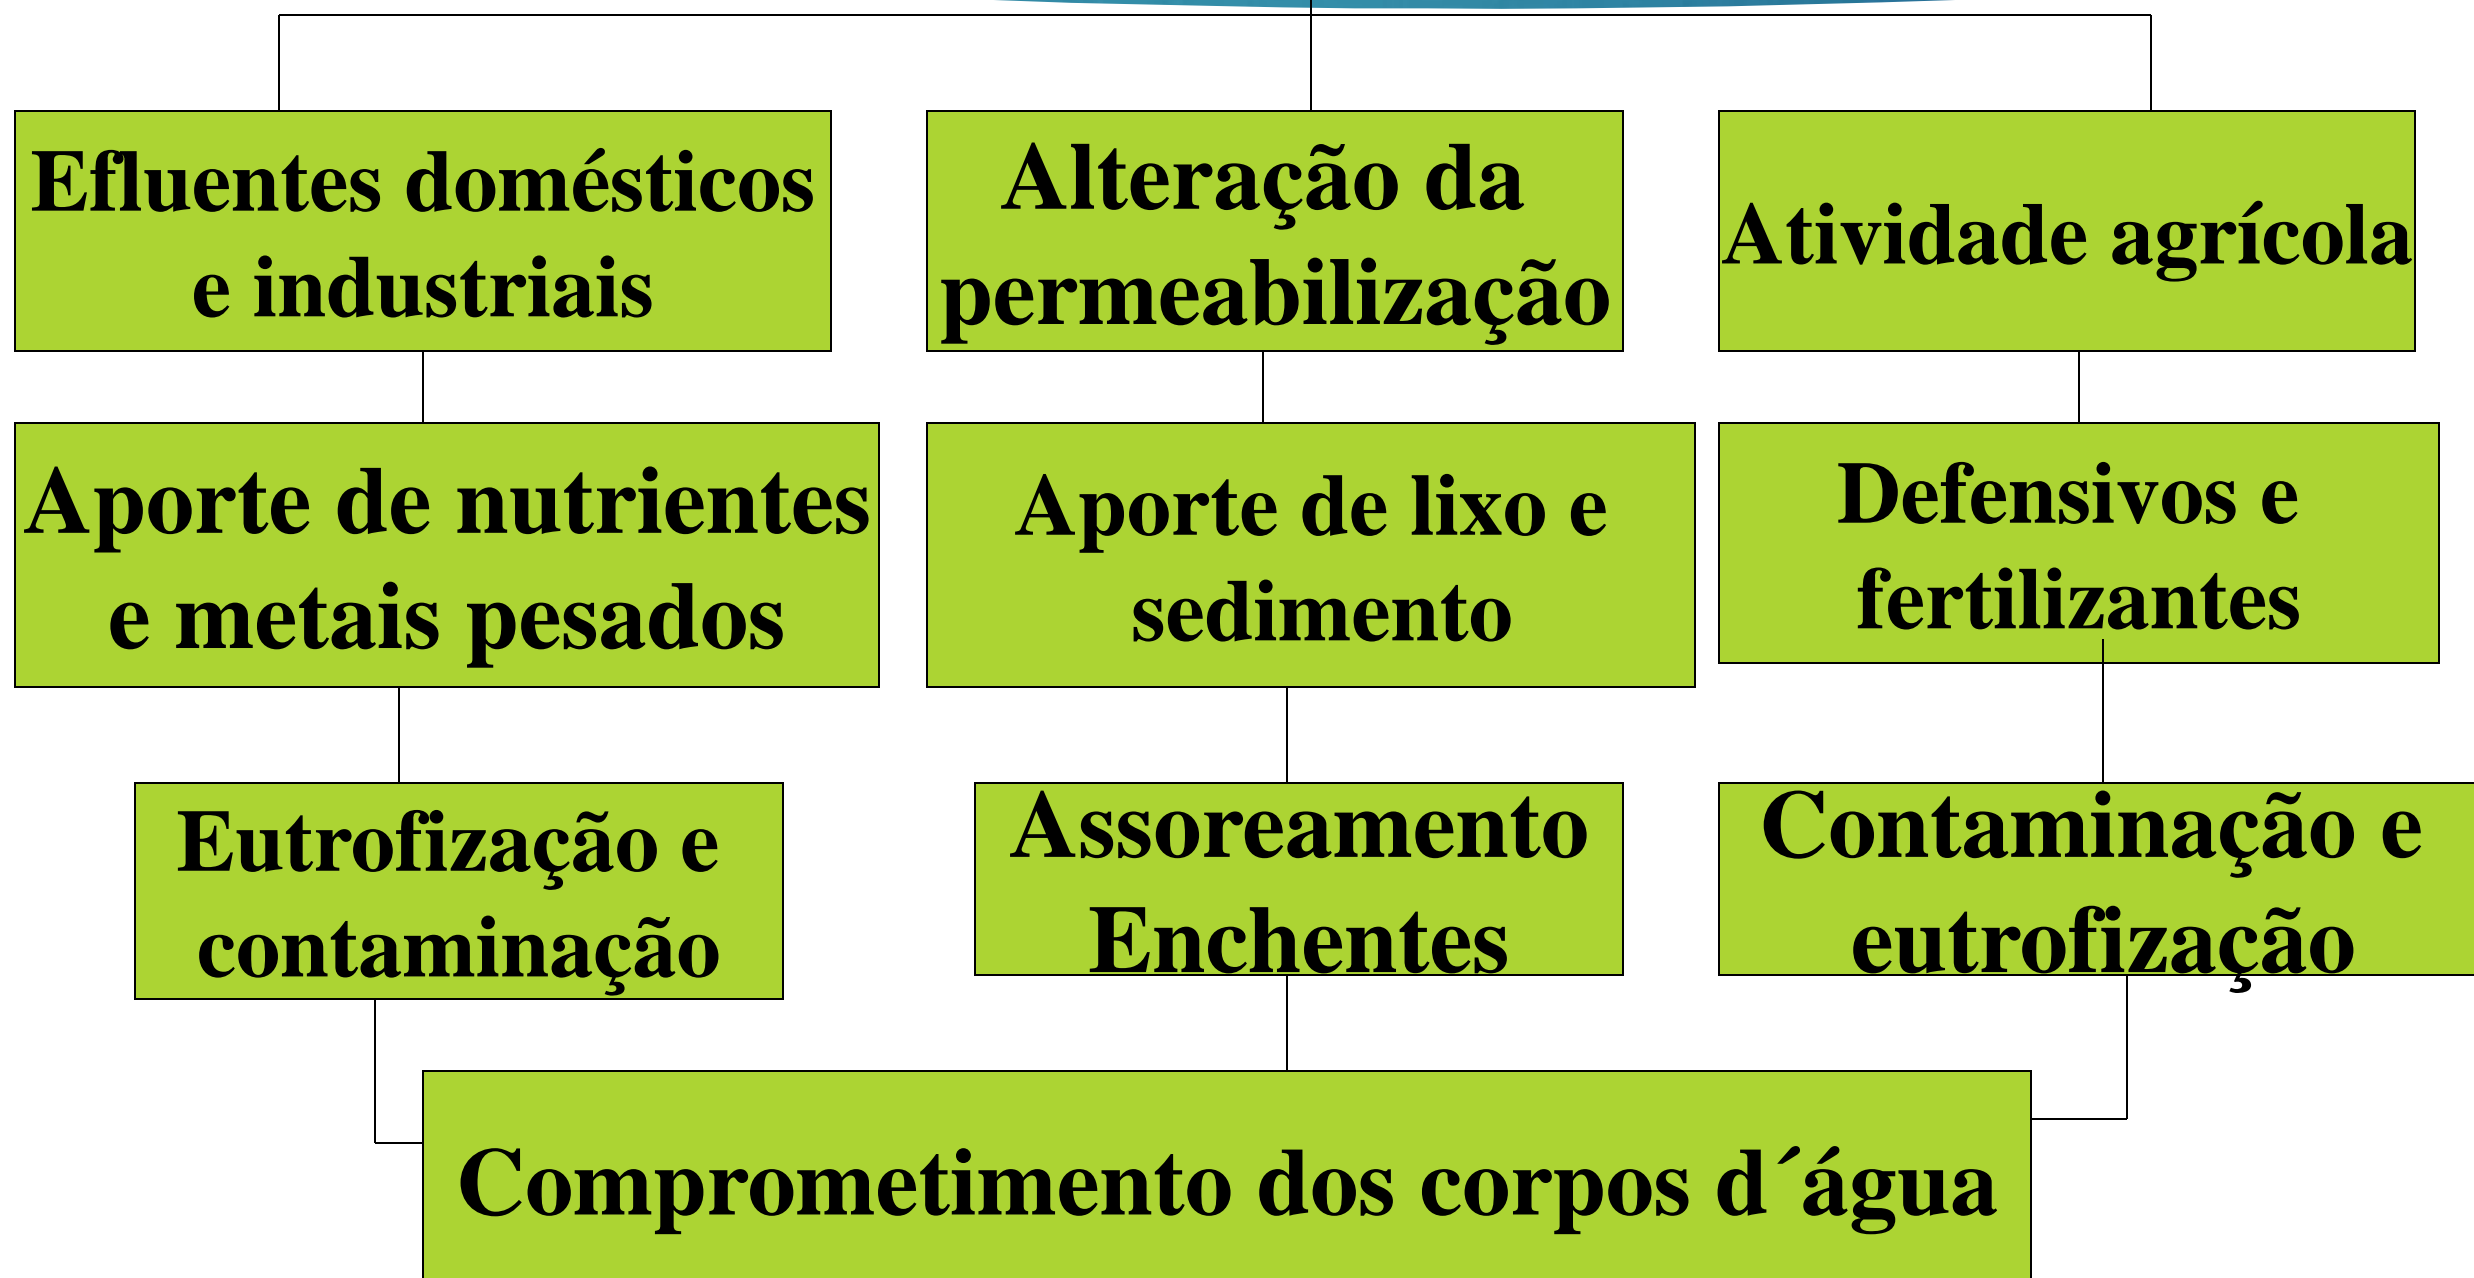 Efluentes domésticos
e industriais
Alteração da
permeabilização
Atividade agrícola
Aporte de nutrientes
e metais pesados
Aporte de lixo e
sedimento
Defensivos e
fertilizantes
Eutrofização e
contaminação
Assoreamento
Enchentes
Contaminação e
eutrofização
Comprometimento dos corpos d´água